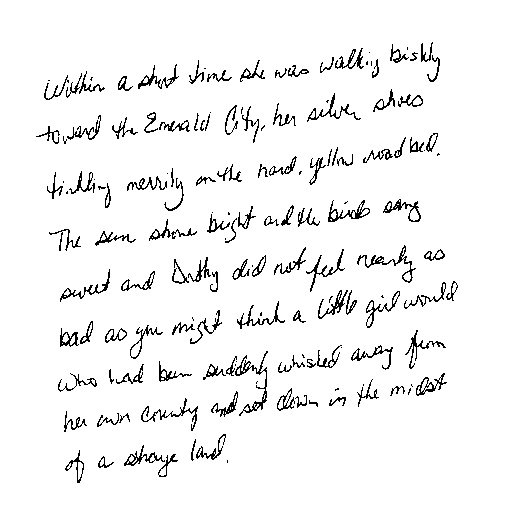 Within a short time she was walking briskly
toward the Emerald City, her silver shoes
tinkling merrily on the hard, yellow road bed.
The sun shone bright and the birds sang
sweet and Dorothy did not feel nearly as
bad as you might think a little girl would
who had been suddenly whisked away from
her own country and set down in the midst
of a strange land.